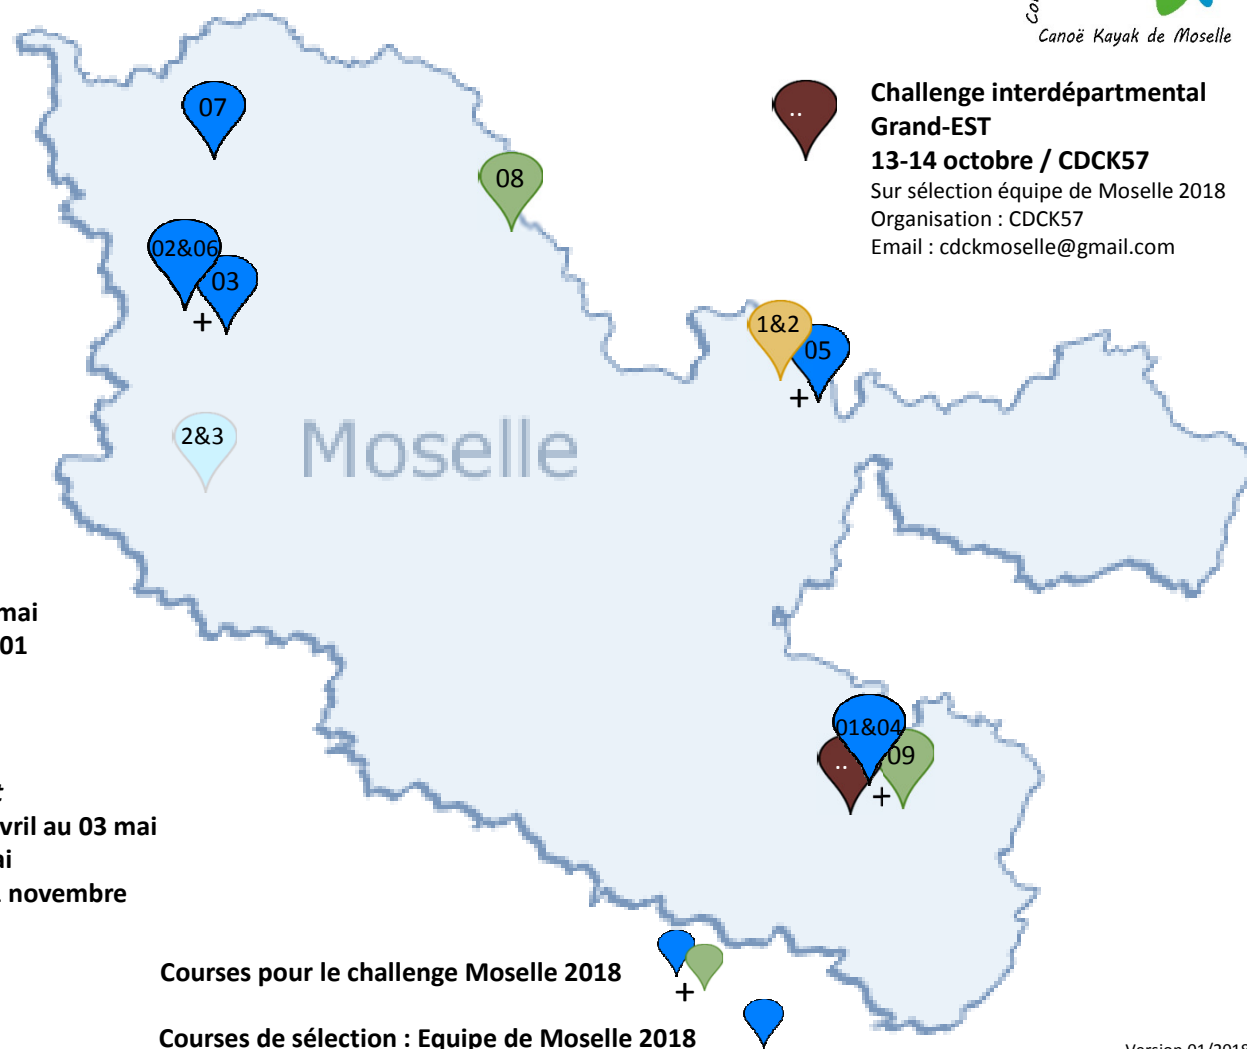 Canoë Kayak de Moselle
Challenge interdépartmental
Grand-EST
13-14 octobre / CDCK57
Sur sélection équipe de Moselle 2018
Organisation : CDCK57
Email : cdckmoselle@gmail.com
..
07
08
02&06
03
+
1&2
05
+
2&3
Moselle
mai
01
01&04
..
09
+
vril au 03 mai
novembre
Courses pour le challenge Moselle 2018
+
Courses de sélection : Equipe de Moselle 2018
Version 01/2018